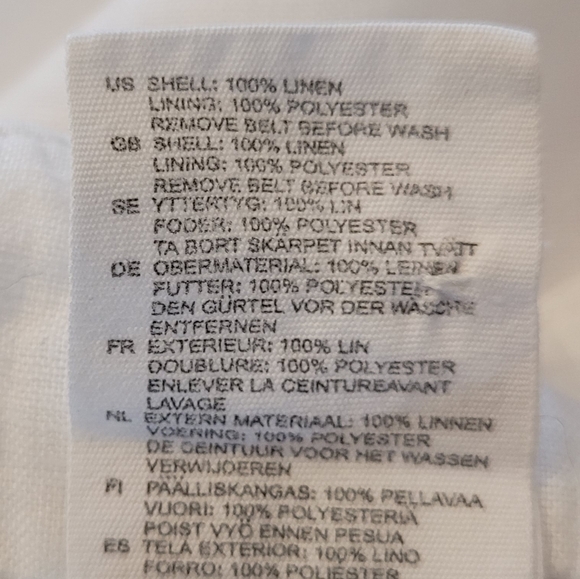 US SHELL: 100% LINEN
LINING: 100% POLYESTER
REMOVE BELT BEFORE WASH
GB SHELL: 100% LINEN
LINING: 100% POLYESTER
REMOVE BELT BEFORE WASH
SE YTTERTYG: 100% LIN
FODER: 100% POLYESTER
TA BORT SKÄRPET INNAN TVÄTT
DE OBERMATERIAL: 100% LEINEN
FUTTER: 100% POLYESTER
DEN GÜRTEL VOR DER WÄSCHE
ENTFERNEN
FR EXTERIEUR: 100% LIN
DOUBLURE: 100% POLYESTER
ENLEVER LA CEINTUREAVANT
LAVAGE
NL EXTERN MATERIAAL: 100% LINNEN
VOERING: 100% POLYESTER
DE CEINTUUR VOOR HET WASSEN
VERWIJDEREN
FI PÄÄLLISKANGAS: 100% PELLAVAA
VUORI: 100% POLYESTERIÄ
POIST VYÖ ENNEN PESUA
ES TELA EXTERIOR: 100% LINO
FORRO: 100% POLIESTER